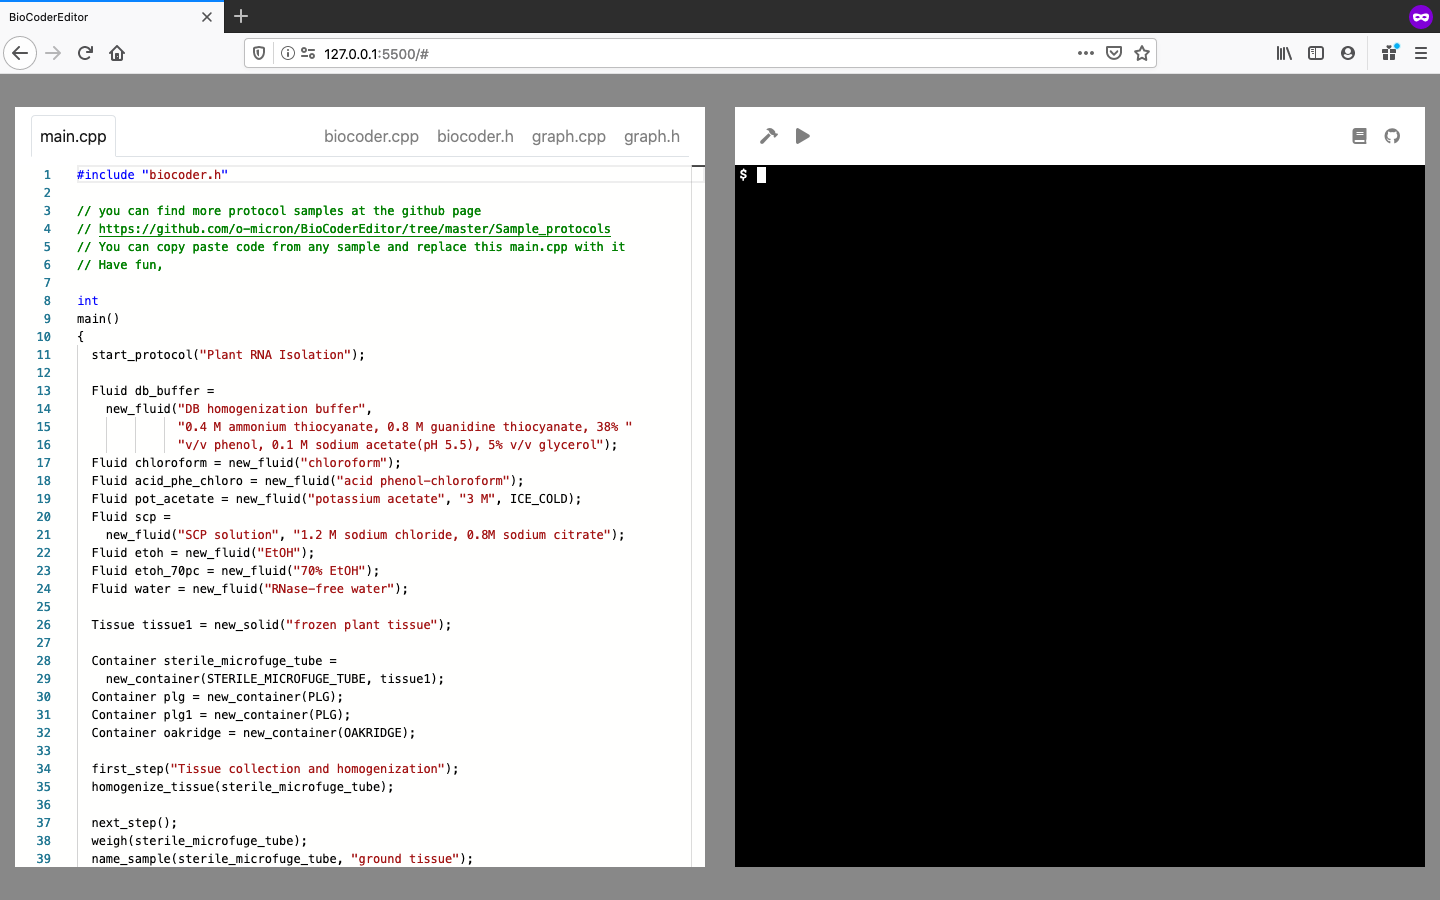 BioCoderEditor
127.0.0.1:5500/#
main.cpp biocoder.cpp biocoder.h graph.cpp graph.h
1 #include "biocoder.h"
2
3 // you can find more protocol samples at the github page
4 // https://github.com/o-micron/BioCoderEditor/tree/master/Sample_protocols
5 // You can copy paste code from any sample and replace this main.cpp with it
6 // Have fun,
7
8 int
9 main()
10 {
11 start_protocol("Plant RNA Isolation");
12
13 Fluid db_buffer =
14 new_fluid("DB homogenization buffer",
15 "0.4 M ammonium thiocyanate, 0.8 M guanidine thiocyanate, 38% "
16 "v/v phenol, 0.1 M sodium acetate(pH 5.5), 5% v/v glycerol");
17 Fluid chloroform = new_fluid("chloroform");
18 Fluid acid_phe_chloro = new_fluid("acid phenol-chloroform");
19 Fluid pot_acetate = new_fluid("potassium acetate", "3 M", ICE_COLD);
20 Fluid scp =
21 new_fluid("SCP solution", "1.2 M sodium chloride, 0.8M sodium citrate");
22 Fluid etoh = new_fluid("EtOH");
23 Fluid etoh_70pc = new_fluid("70% EtOH");
24 Fluid water = new_fluid("RNase-free water");
25
26 Tissue tissue1 = new_solid("frozen plant tissue");
27
28 Container sterile_microfuge_tube =
29 new_container(STERILE_MICROFUGE_TUBE, tissue1);
30 Container plg = new_container(PLG);
31 Container plg1 = new_container(PLG);
32 Container oakridge = new_container(OAKRIDGE);
33
34 first_step("Tissue collection and homogenization");
35 homogenize_tissue(sterile_microfuge_tube);
36
37 next_step();
38 weigh(sterile_microfuge_tube);
39 name_sample(sterile_microfuge_tube, "ground tissue");
$